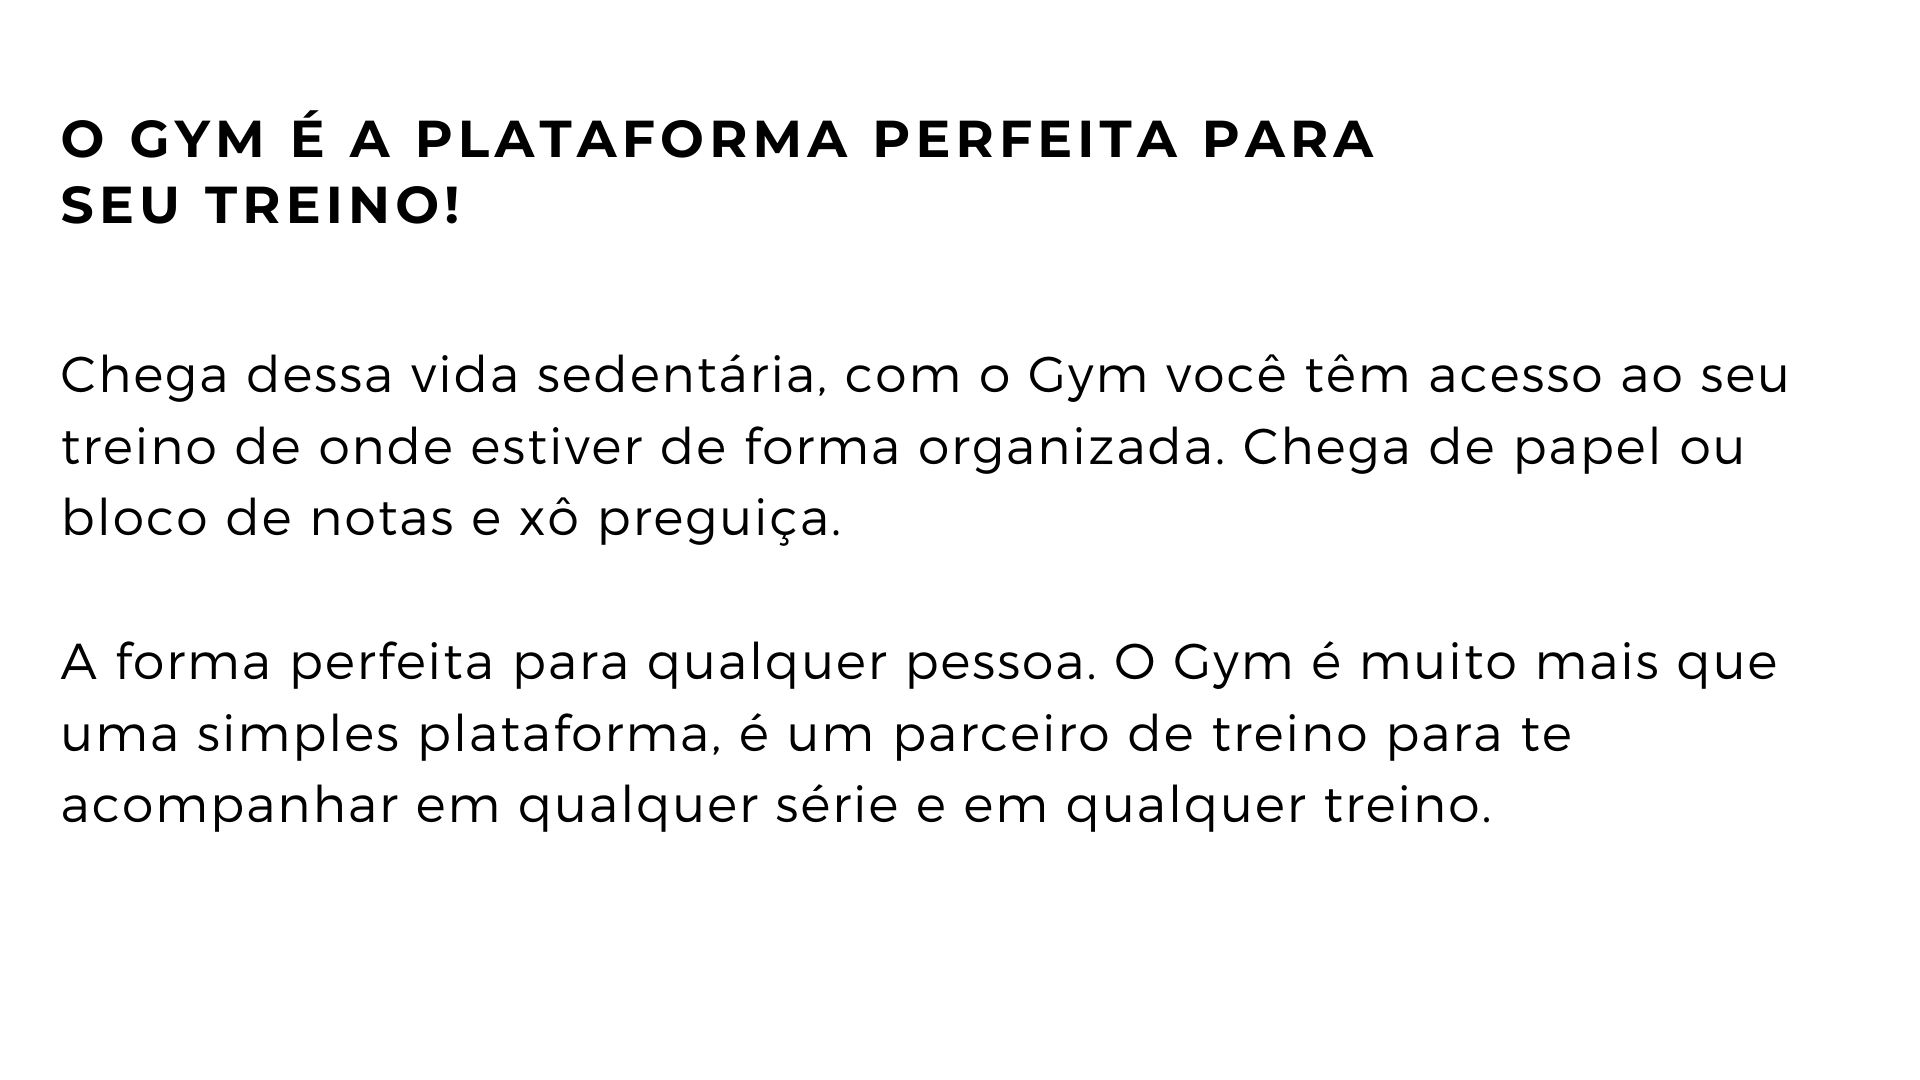 O GYM É A PLATAFORMA PERFEITA PARA
SEU TREINO!
Chega dessa vida sedentária, com o Gym você têm acesso ao seu
treino de onde estiver de forma organizada. Chega de papel ou
bloco de notas e xô preguiça.
A forma perfeita para qualquer pessoa. O Gym é muito mais que
uma simples plataforma, é um parceiro de treino para te
acompanhar em qualquer série e em qualquer treino.